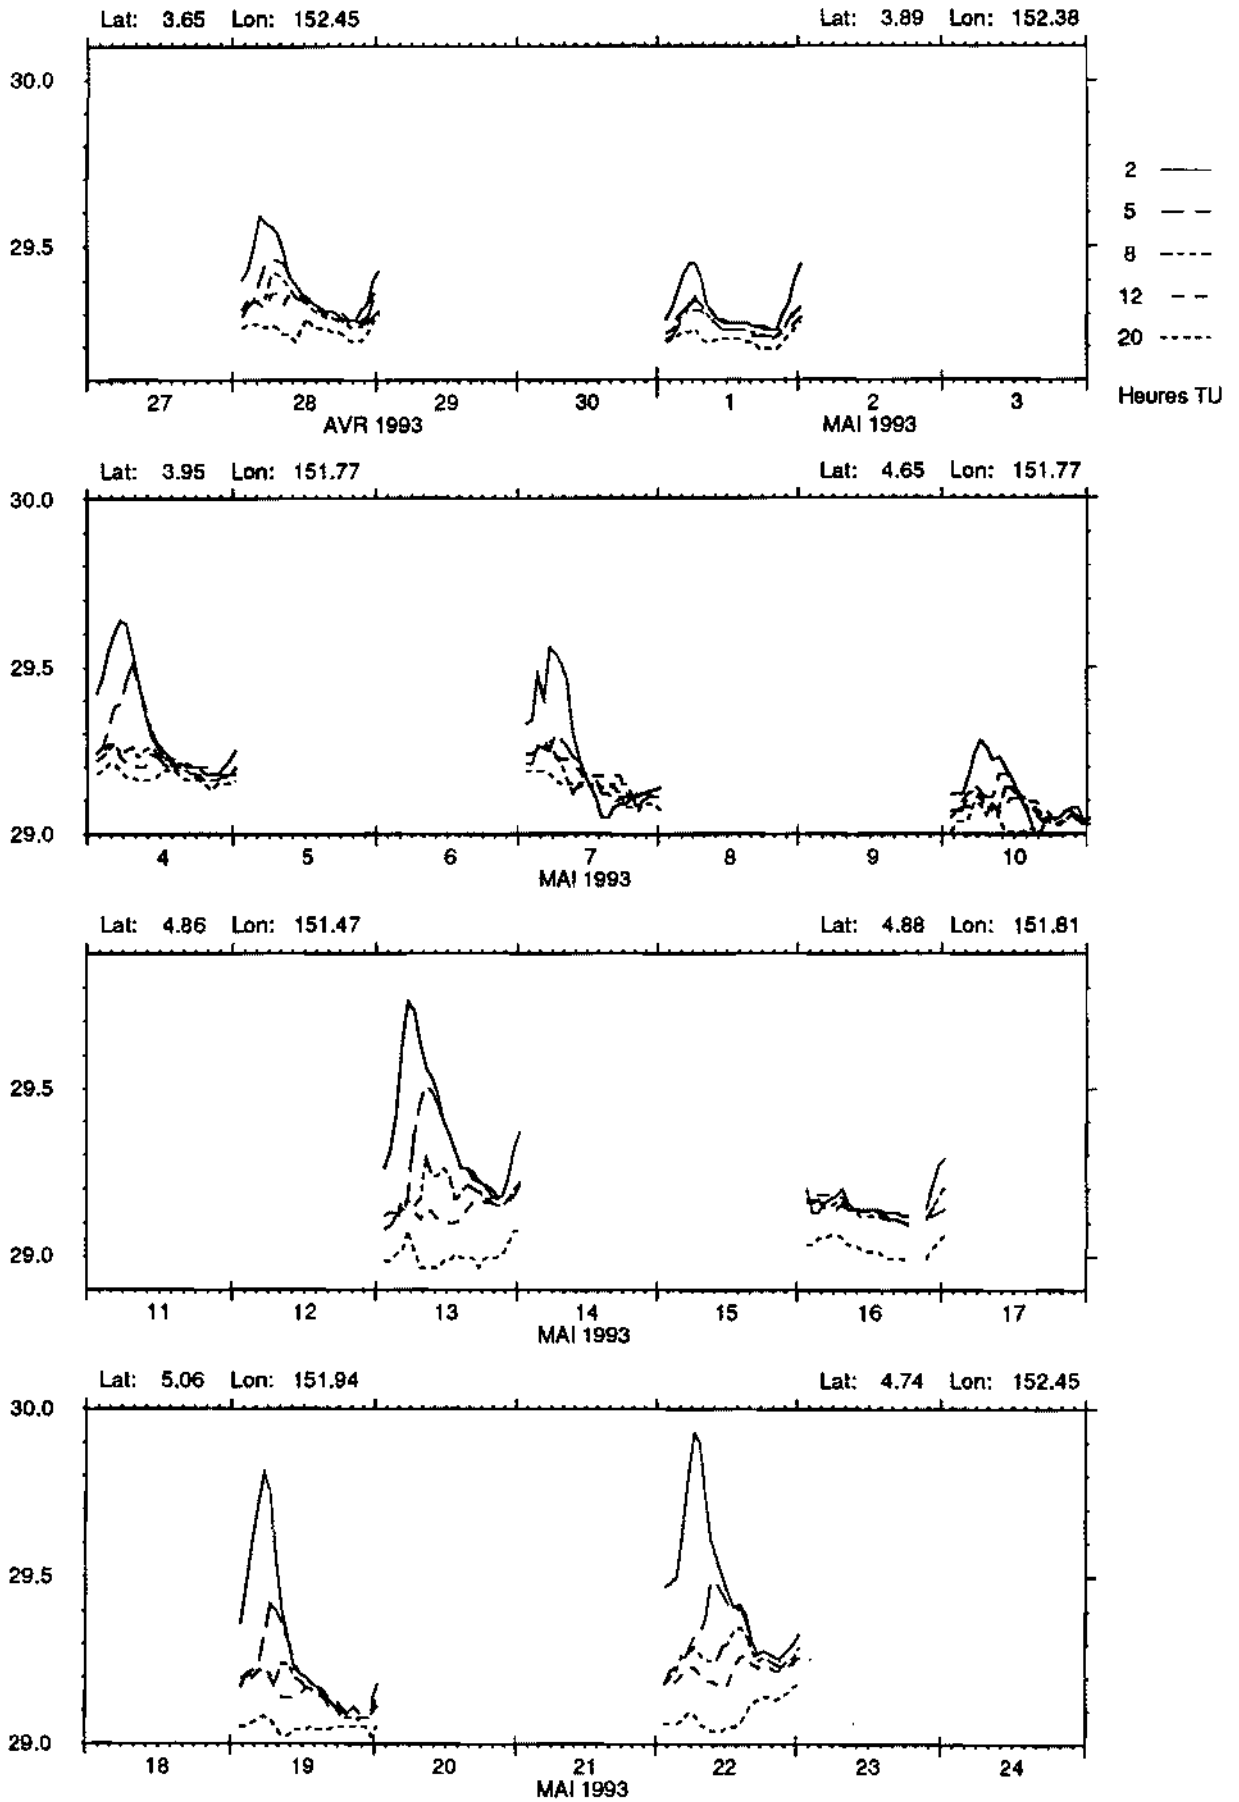 Lat: 3.65 Lon: 152.45 Lat: 3.89 Lon: 152.38
30.0
29.5
2
5
8
12
20
Heures TU
27 28 29 30 1 2 3
AVR 1993 MAI 1993
Lat: 3.95 Lon: 151.77 Lat: 4.65 Lon: 151.77
30.0
29.5
29.0
4 5 6 7 8 9 10
MAI 1993
Lat: 4.86 Lon: 151.47 Lat: 4.88 Lon: 151.81
29.5
29.0
11 12 13 14 15 16 17
MAI 1993
Lat: 5.06 Lon: 151.94 Lat: 4.74 Lon: 152.45
30.0
29.5
29.0
18 19 20 21 22 23 24
MAI 1993